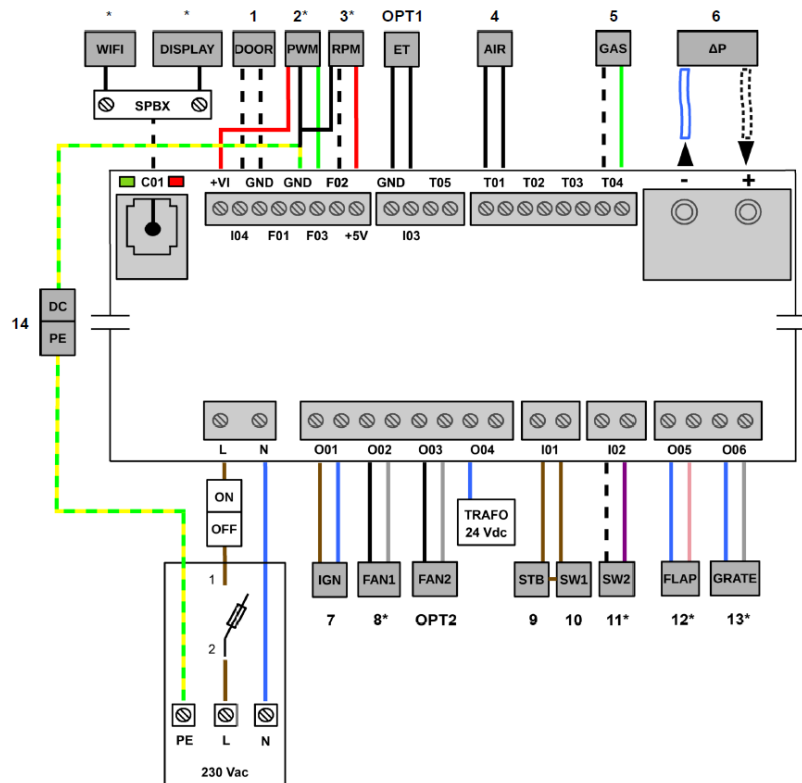 * * 1 2* 3* OPT1 4 5 6
WIFI DISPLAY DOOR PWM RPM ET AIR GAS ΔP
SPBX
C01 +VI GND GND F02 GND T05 T01 T02 T03 T04 - +
I04 F01 F03 +5V I03
14
DC
PE
L N O01 O02 O03 O04 I01 I02 O05 O06
ON
OFF
TRAFO
24 Vdc
IGN FAN1 FAN2 STB SW1 SW2 FLAP GRATE
7 8* OPT2 9 10 11* 12* 13*
1
2
PE L N
230 Vac